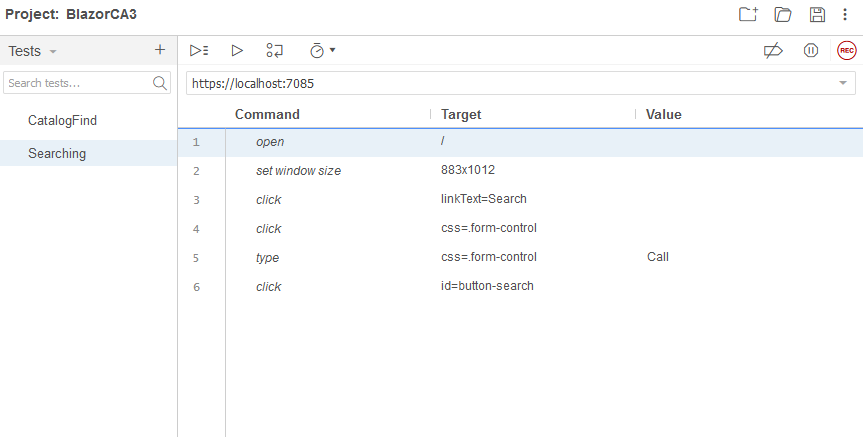 Project: BlazorCA3
Tests
+
REC
Search tests...
https://localhost:7085
CatalogFind
Searching
Command Target Value
1 open /
2 set window size 883x1012
3 click linkText=Search
4 click css=.form-control
5 type css=.form-control Call
6 click id=button-search